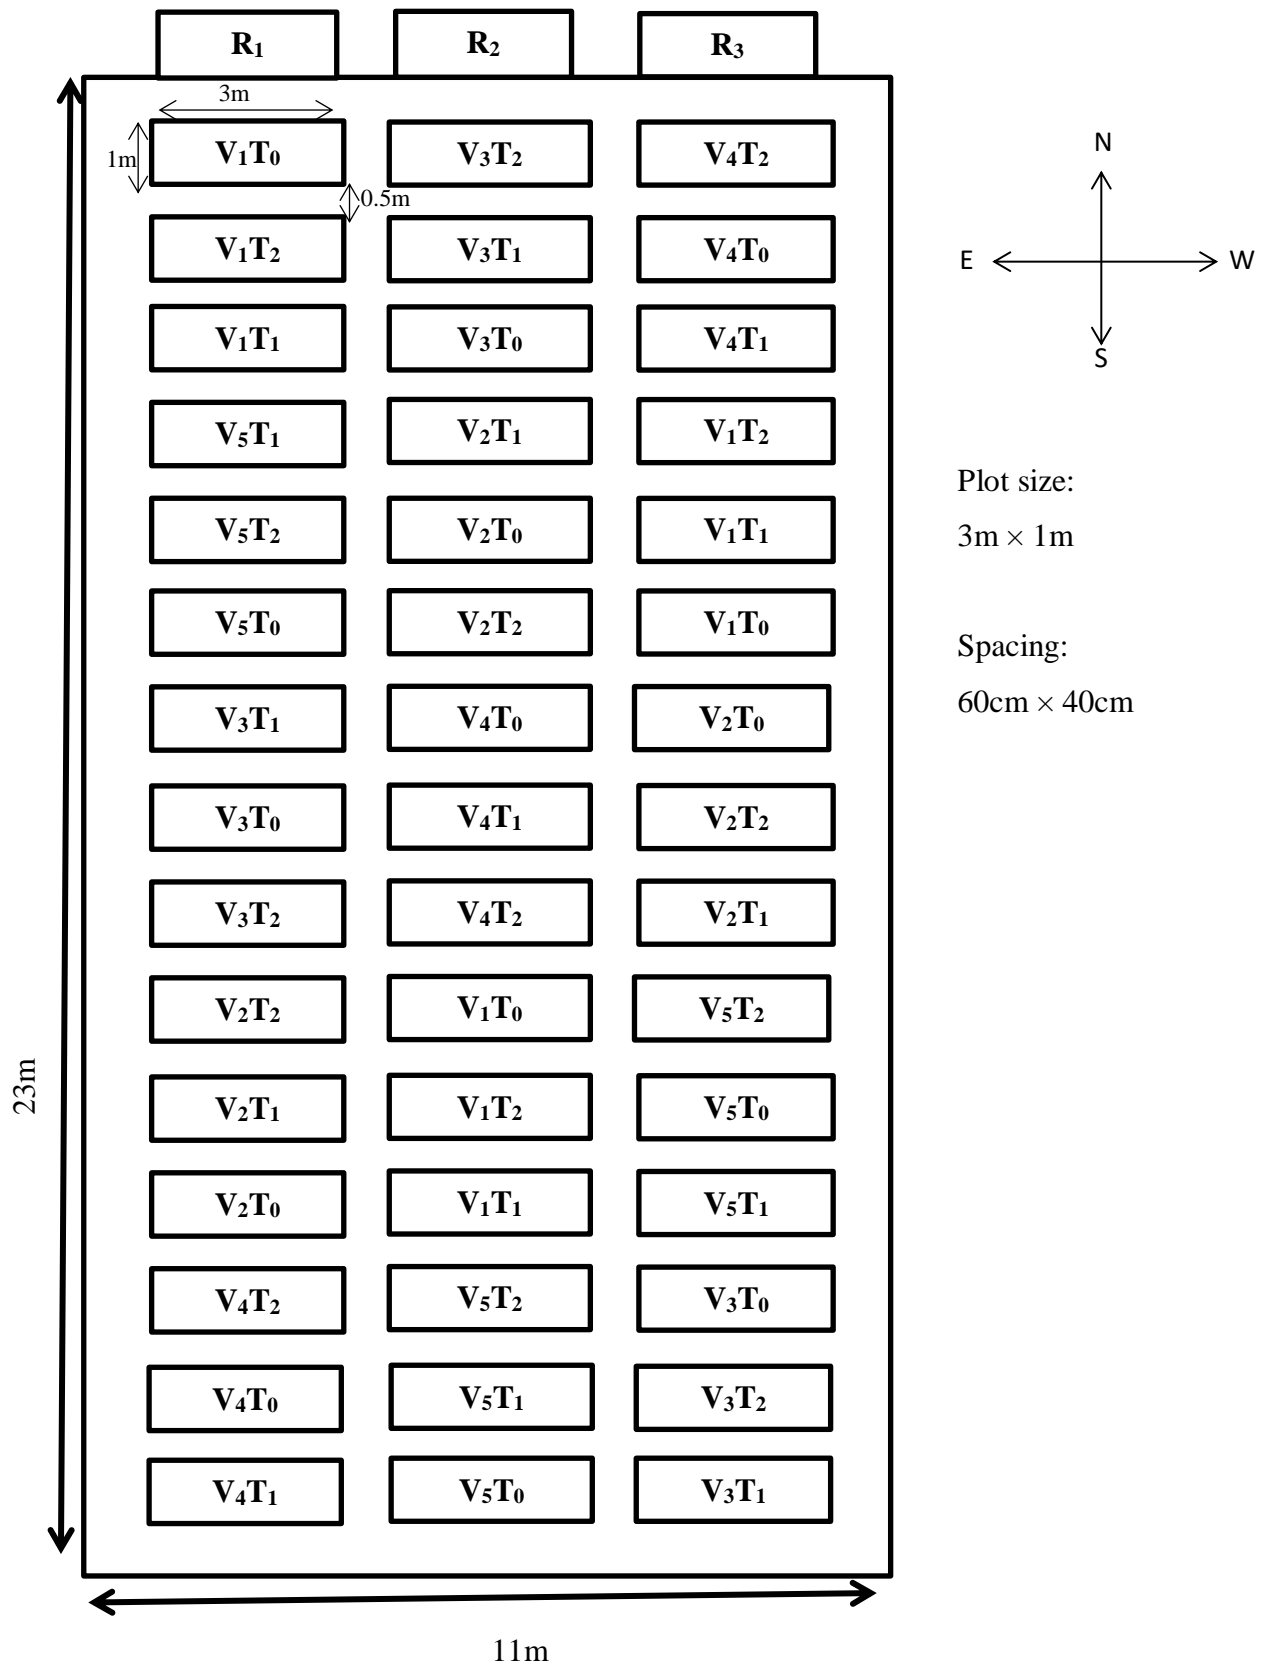 R₁ R₂ R₃
3m
1m
0.5m
V₁T₀ V₃T₂ V₄T₂
V₁T₂ V₃T₁ V₄T₀
V₁T₁ V₃T₀ V₄T₁
V₅T₁ V₂T₁ V₁T₂
V₅T₂ V₂T₀ V₁T₁
V₅T₀ V₂T₂ V₁T₀
V₃T₁ V₄T₀ V₂T₀
V₃T₀ V₄T₁ V₂T₂
V₃T₂ V₄T₂ V₂T₁
V₂T₂ V₁T₀ V₅T₂
V₂T₁ V₁T₂ V₅T₀
V₂T₀ V₁T₁ V₅T₁
V₄T₂ V₅T₂ V₃T₀
V₄T₀ V₅T₁ V₃T₂
V₄T₁ V₅T₀ V₃T₁
23m
11m
N
E W
S
Plot size:
3m × 1m
Spacing:
60cm × 40cm